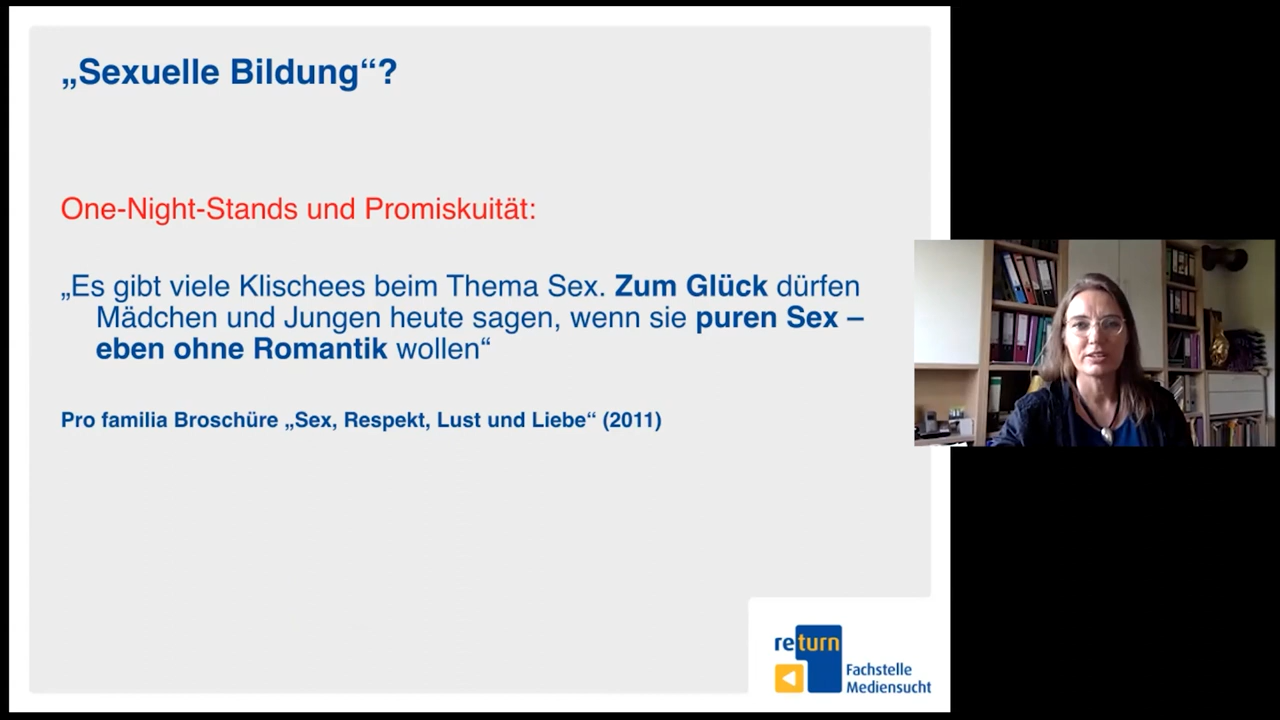 „Sexuelle Bildung“?
One-Night-Stands und Promiskuität:
„Es gibt viele Klischees beim Thema Sex. Zum Glück dürfen
Mädchen und Jungen heute sagen, wenn sie puren Sex –
eben ohne Romantik wollen“
Pro familia Broschüre „Sex, Respekt, Lust und Liebe“ (2011)
return
Fachstelle
Mediensucht